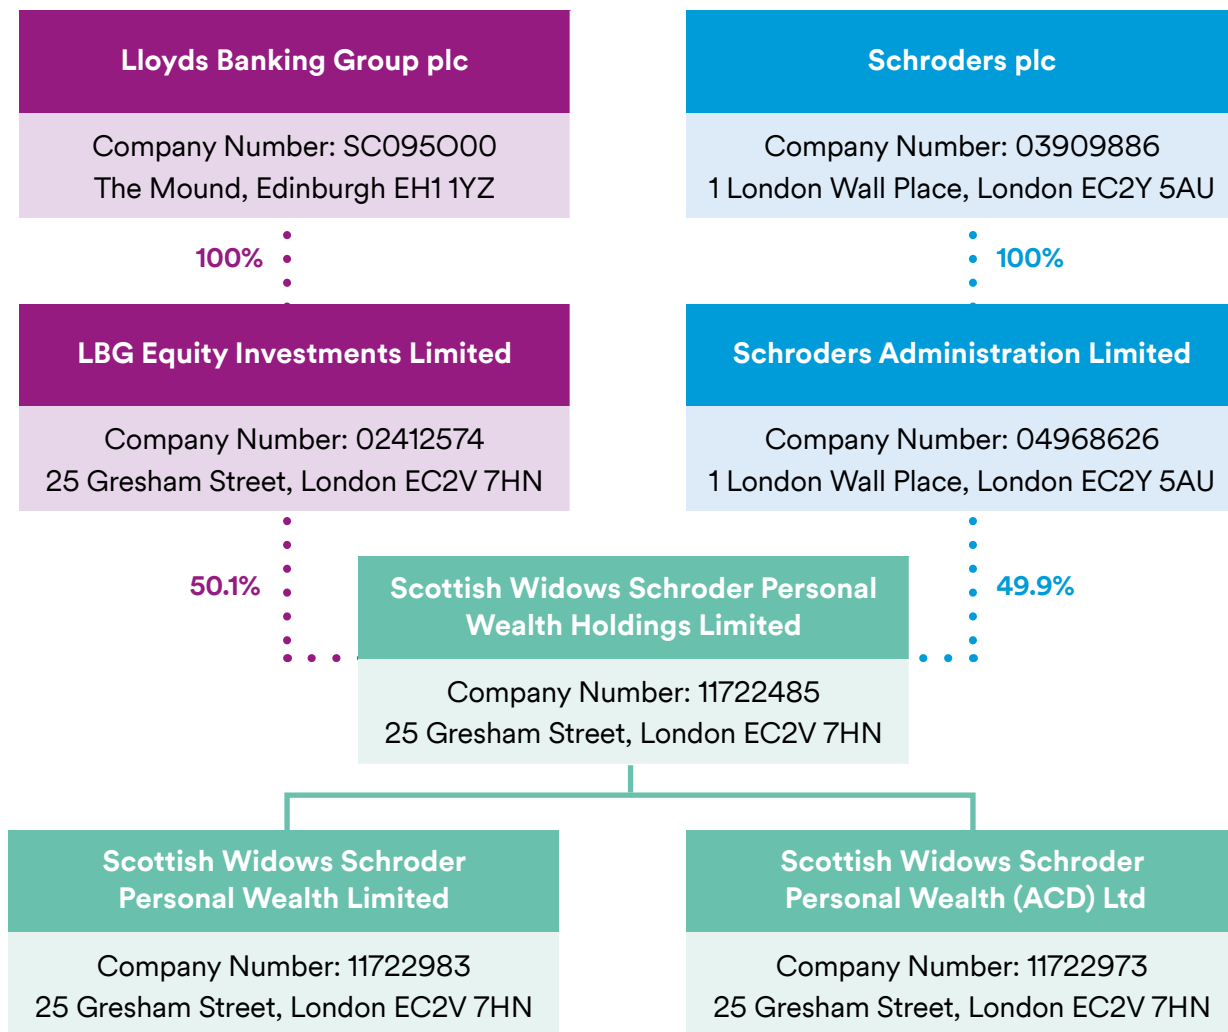 Lloyds Banking Group plc
Company Number: SC095O00
The Mound, Edinburgh EH1 1YZ
Schroders plc
Company Number: 03909886
1 London Wall Place, London EC2Y 5AU
100%
100%
LBG Equity Investments Limited
Company Number: 02412574
25 Gresham Street, London EC2V 7HN
Schroders Administration Limited
Company Number: 04968626
1 London Wall Place, London EC2Y 5AU
50.1%
49.9%
Scottish Widows Schroder Personal
Wealth Holdings Limited
Company Number: 11722485
25 Gresham Street, London EC2V 7HN
Scottish Widows Schroder
Personal Wealth Limited
Company Number: 11722983
25 Gresham Street, London EC2V 7HN
Scottish Widows Schroder
Personal Wealth (ACD) Ltd
Company Number: 11722973
25 Gresham Street, London EC2V 7HN